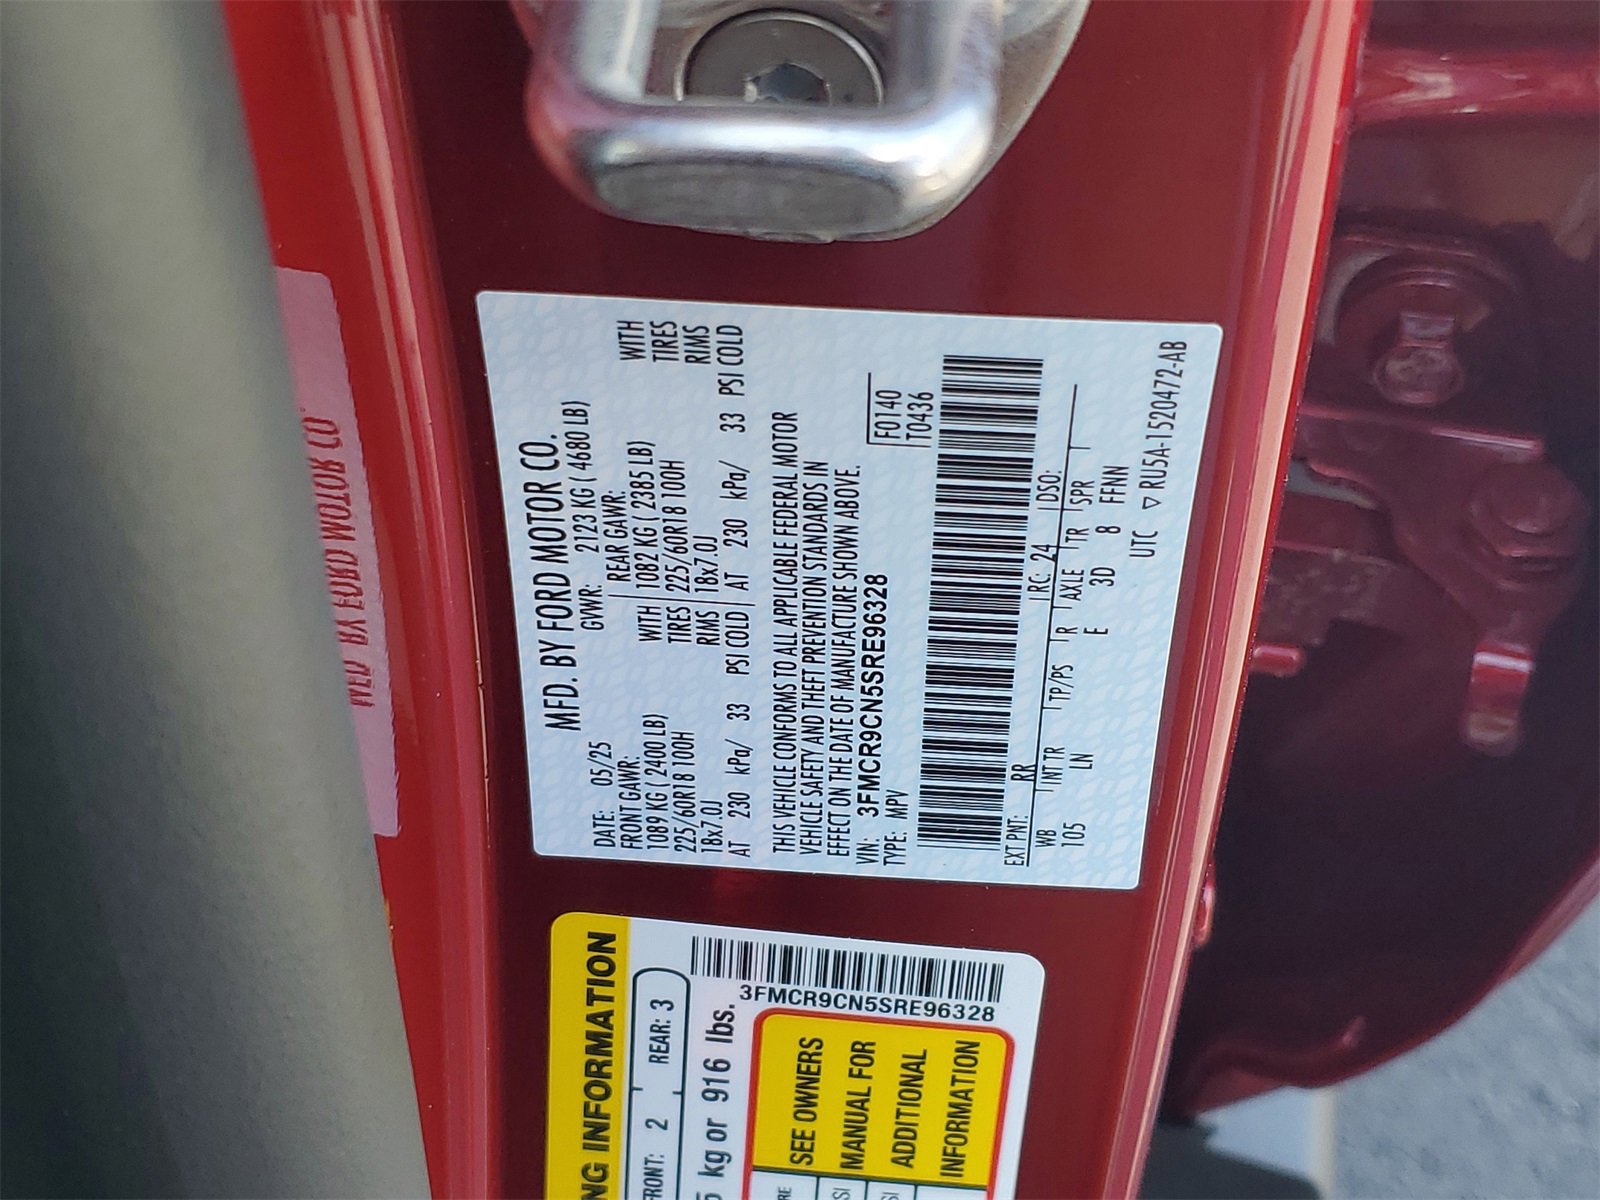 MFD. BY FORD MOTOR CO.
DATE: 05/25 GWR: 2123 KG ( 4680 LB)
FRONT GAWR: REAR GAWR:
1089 KG ( 2400 LB) WITH 1082 KG ( 2385 LB) WITH
225/60R18 100H TIRES 225/60R18 100H TIRES
18x7.0J RIMS 18x7.0J RIMS
AT 230 kPa/ 33 PSI COLD AT 230 kPa/ 33 PSI COLD
THIS VEHICLE CONFORMS TO ALL APPLICABLE FEDERAL MOTOR
VEHICLE SAFETY AND THEFT PREVENTION STANDARDS IN
EFFECT ON THE DATE OF MANUFACTURE SHOWN ABOVE.
VIN: 3FMCR9CN5SRE96328 F0140
TYPE: MPV T0436
EXT PNT: RR RC: 24 DSO:
WB INT TR TP/PS R AXLE TR SPR
105 LN E 3D 8 FFNN
UTC ▽ RU5A-1520472-AB
NG INFORMATION
FRONT: 2 REAR: 3
kg or 916 lbs.
3FMCR9CN5SRE96328
SEE OWNERS
MANUAL FOR
ADDITIONAL
INFORMATION
MFD. BY FORD MOTOR CO.